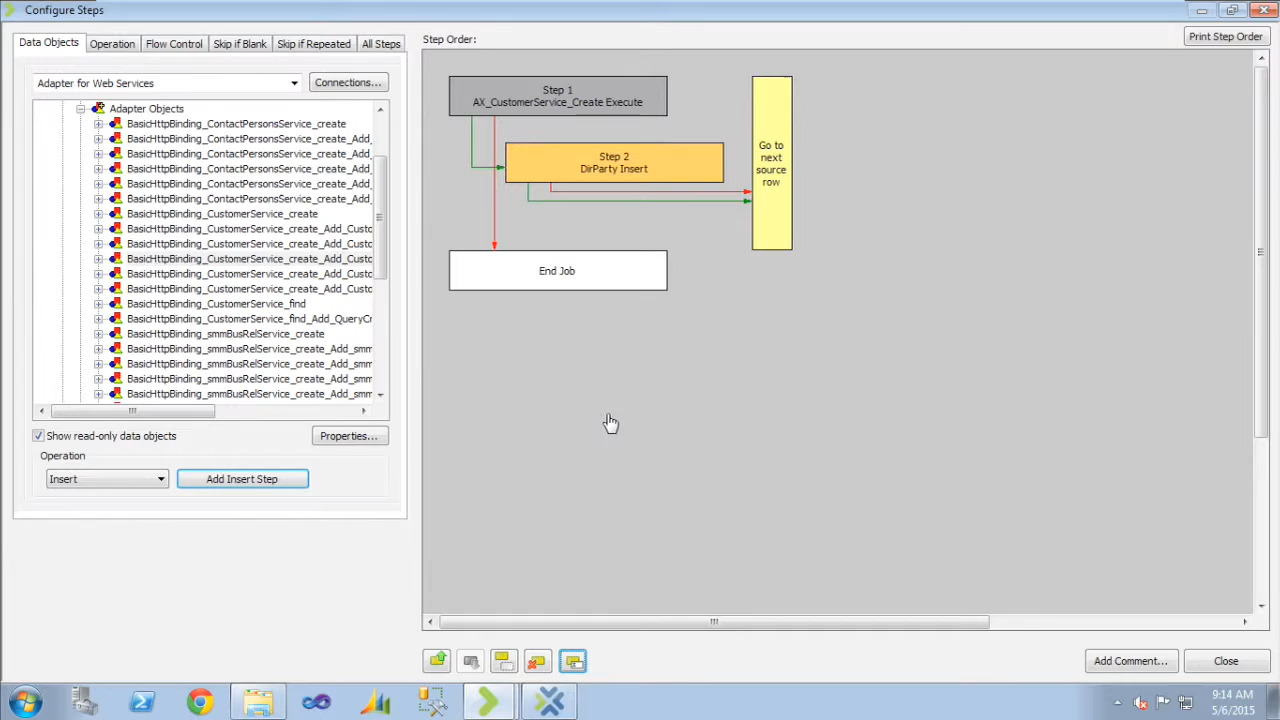 Configure Steps
Data Objects
Operation
Flow Control
Skip if Blank
Skip if Repeated
All Steps
Step Order:
Print Step Order
Adapter for Web Services
Connections...
Adapter Objects
BasicHttpBinding_ContactPersonsService_create
BasicHttpBinding_ContactPersonsService_create_Add_
BasicHttpBinding_ContactPersonsService_create_Add_
BasicHttpBinding_ContactPersonsService_create_Add_
BasicHttpBinding_ContactPersonsService_create_Add_
BasicHttpBinding_ContactPersonsService_create_Add_
BasicHttpBinding_CustomerService_create
BasicHttpBinding_CustomerService_create_Add_Custo
BasicHttpBinding_CustomerService_create_Add_Custo
BasicHttpBinding_CustomerService_create_Add_Custo
BasicHttpBinding_CustomerService_create_Add_Custo
BasicHttpBinding_CustomerService_create_Add_Custo
BasicHttpBinding_CustomerService_find
BasicHttpBinding_CustomerService_find_Add_QueryCr
BasicHttpBinding_smmBusRelService_create
BasicHttpBinding_smmBusRelService_create_Add_smm
BasicHttpBinding_smmBusRelService_create_Add_smm
BasicHttpBinding_smmBusRelService_create_Add_smm
BasicHttpBinding_smmBusRelService_create_Add_smm
Show read-only data objects
Properties...
Operation
Insert
Add Insert Step
Step 1
AX_CustomerService_Create Execute
Step 2
DirParty Insert
Go to
next
source
row
End Job
Add Comment...
Close
9:14 AM
5/6/2015